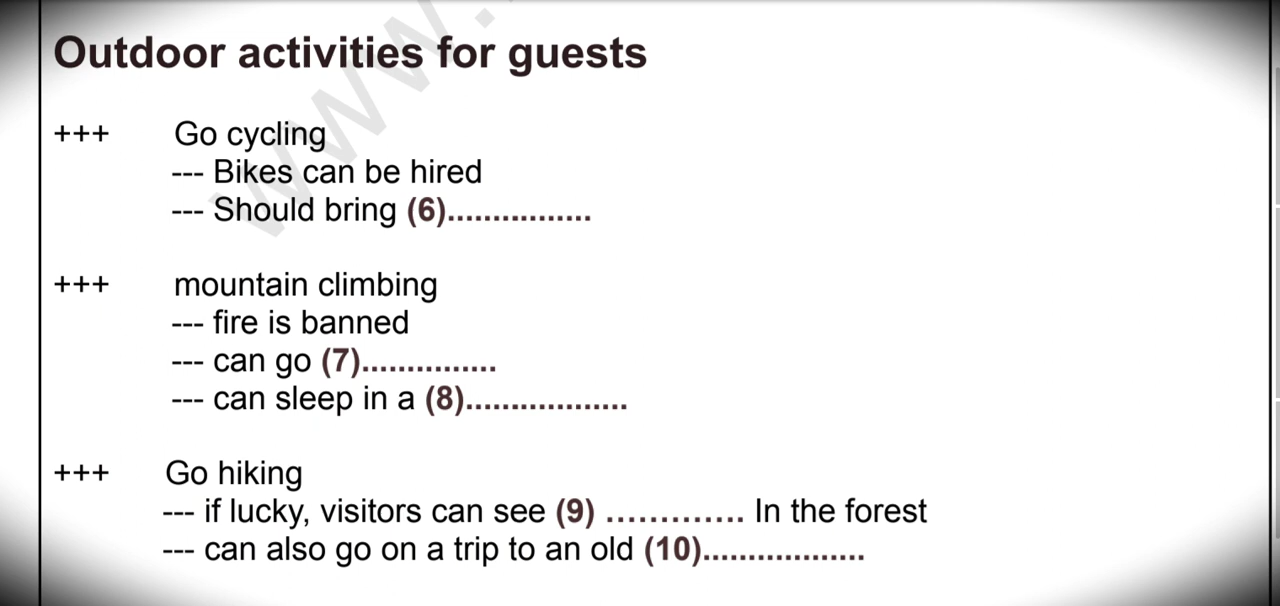 Outdoor activities for guests
+++ Go cycling
--- Bikes can be hired
--- Should bring (6)................
+++ mountain climbing
--- fire is banned
--- can go (7)...............
--- can sleep in a (8)..................
+++ Go hiking
--- if lucky, visitors can see (9) ............. In the forest
--- can also go on a trip to an old (10)..................
www.